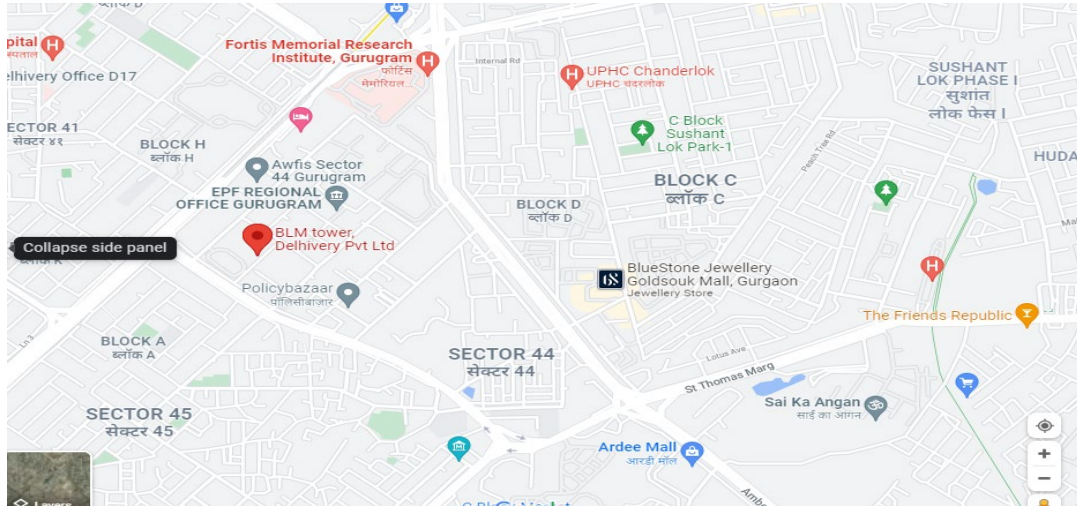 Fortis Memorial Research
Institute, Gurugram
फोर्टिस
मेमोरियल...
Internal Rd
UPHC Chanderlok
UPHC चंदरलोक
SUSHANT
LOK PHASE I
सुशांत
लोक फेस I
pital
स्पताल
elhivery Office D17
ECTOR 41
सेक्टर ४१
BLOCK H
ब्लॉक H
C Block
Sushant
Lok Park-1
Peach Tree Rd
HUDA
Awfis Sector
44 Gurugram
EPF REGIONAL
OFFICE GURUGRAM
BLOCK C
ब्लॉक C
BLOCK D
ब्लॉक D
BLM tower,
Delhivery Pvt Ltd
Collapse side panel
BlueStone Jewellery
Goldsouk Mall, Gurgaon
Jewellery Store
Policybazaar
पॉलिसीबाज़ार
The Friends Republic
BLOCK A
ब्लॉक A
SECTOR 44
सेक्टर 44
Lotus Ave
St Thomas Marg
Sai Ka Angan
साईं का आंगन
SECTOR 45
सेक्टर 45
Ardee Mall
आरडी मॉल
Layers